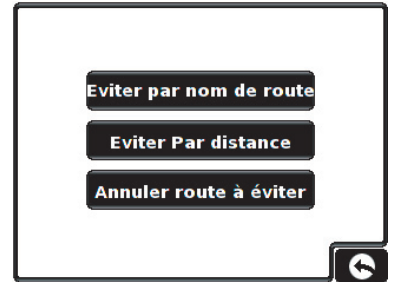 Eviter par nom de route
Eviter Par distance
Annuler route à éviter